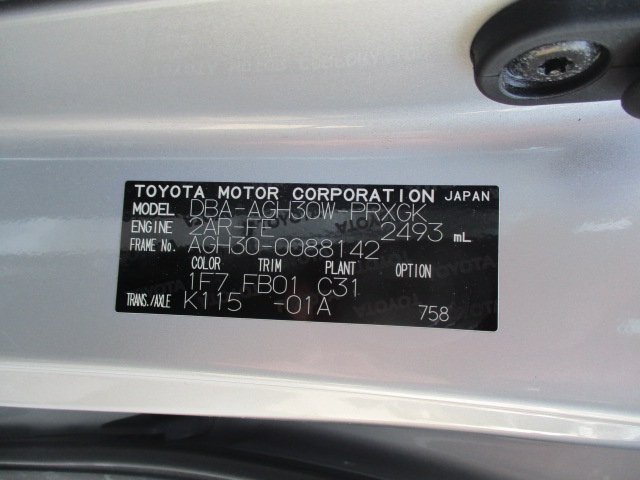 TOYOTA MOTOR CORPORATION JAPAN
MODEL DBA-AGH30W-PRXGK
ENGINE 2AR-FE 2493 mL
FRAME No. AGH30-0088142
COLOR TRIM PLANT OPTION
1F7 FB01 C31
TRANS./AXLE K115 -01A 758